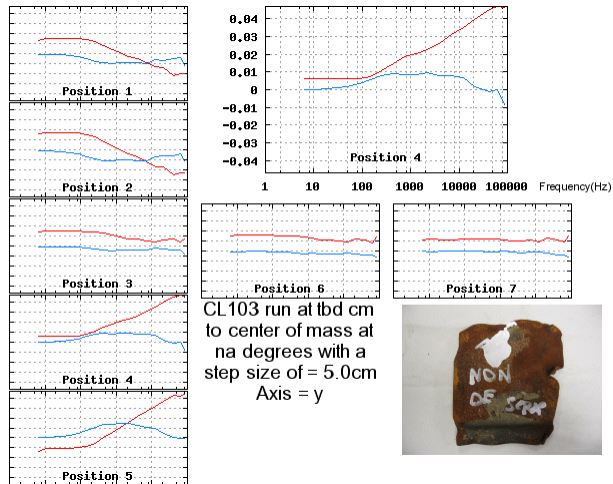 0.04
0.03
0.02
0.01
0
-0.01
-0.02
-0.03
-0.04
Position 4
1 10 100 1000 10000 100000 Frequency(Hz)
Position 1
Position 2
Position 3
Position 4
Position 5
Position 6
Position 7
CL103 run at tbd cm
to center of mass at
na degrees with a
step size of = 5.0cm
Axis = y
NON
DE